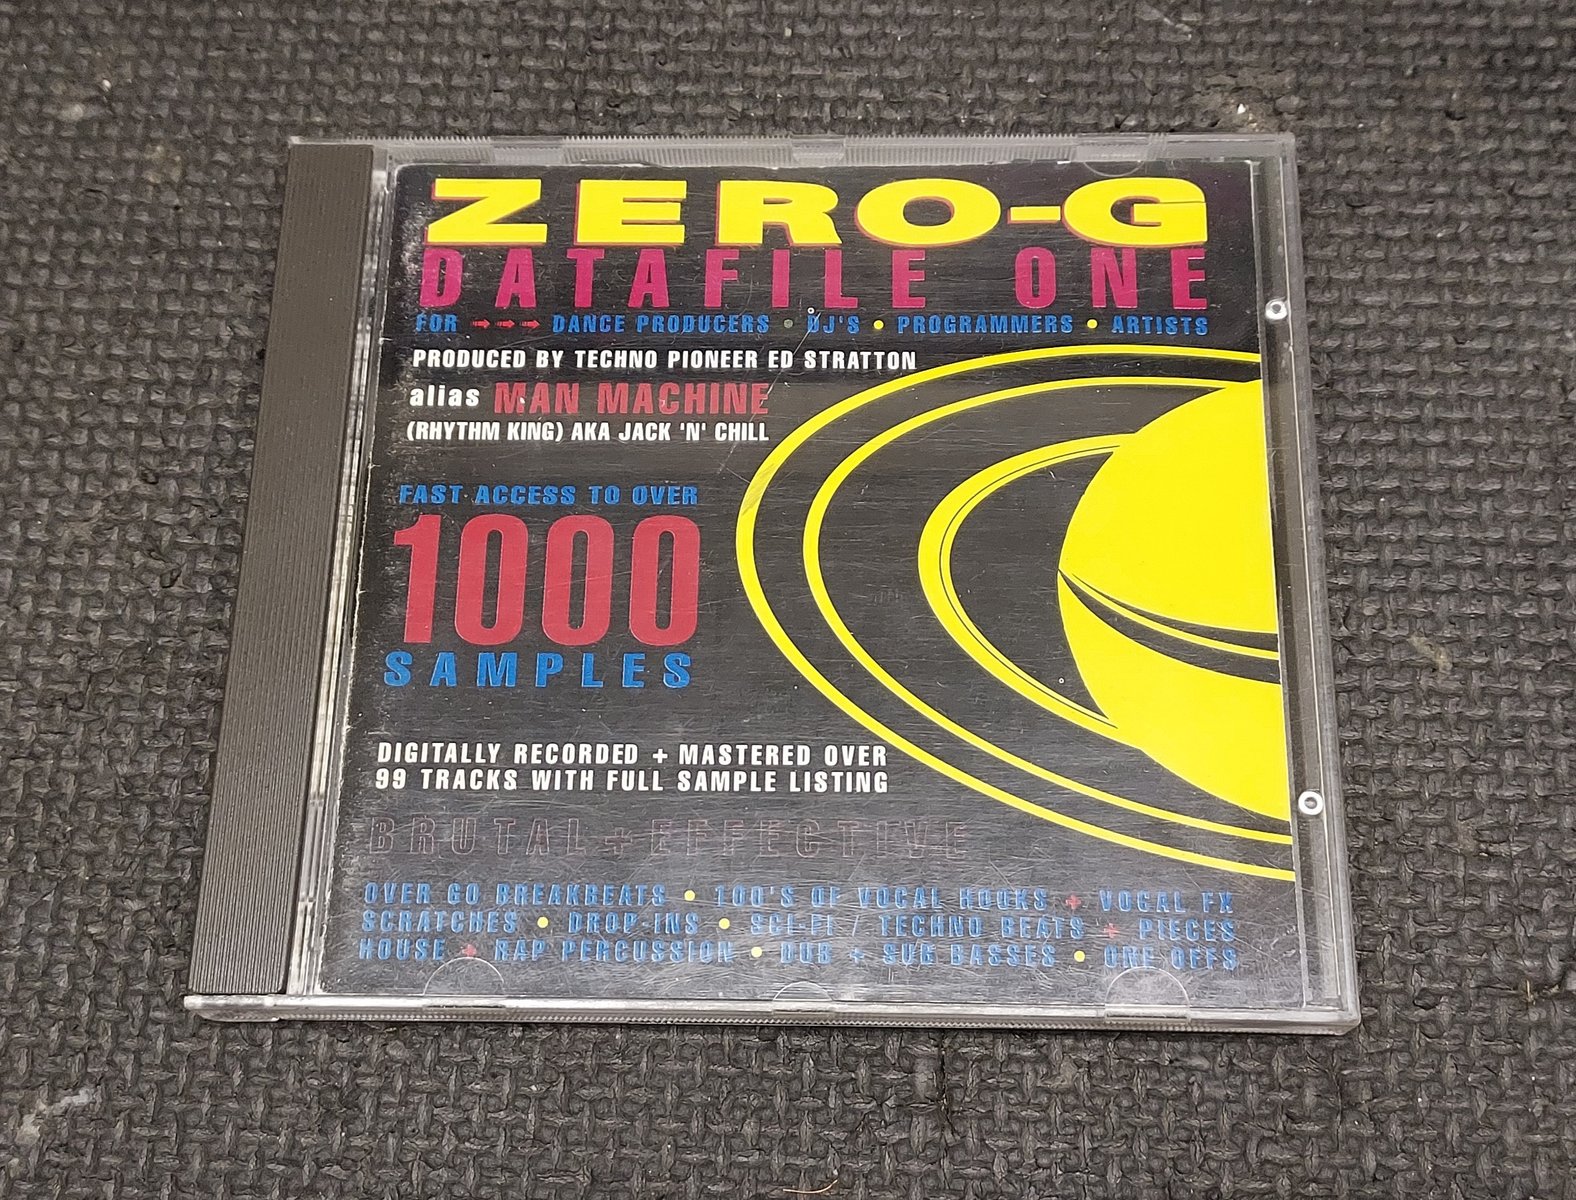 ZERO-G
DATAFILE ONE
FOR →→→ DANCE PRODUCERS • DJ'S • PROGRAMMERS • ARTISTS
PRODUCED BY TECHNO PIONEER ED STRATTON
alias MAN MACHINE
(RHYTHM KING) AKA JACK 'N' CHILL
FAST ACCESS TO OVER
1000
SAMPLES
DIGITALLY RECORDED + MASTERED OVER
99 TRACKS WITH FULL SAMPLE LISTING
BRUTAL + EFFECTIVE
OVER 60 BREAKBEATS • 100'S OF VOCAL HOOKS + VOCAL FX
SCRATCHES • DROP-INS • SCI-FI / TECHNO BEATS + PIECES
HOUSE + RAP PERCUSSION • DUB + SUB BASSES • ONE OFFS